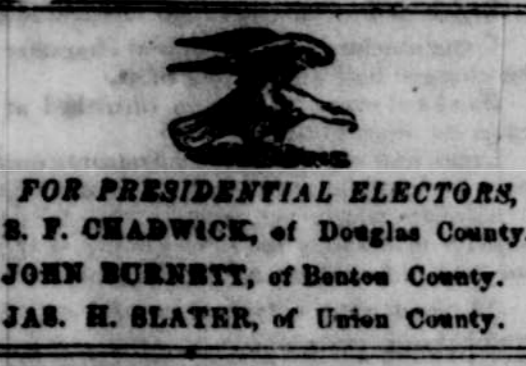 FOR PRESIDENTIAL ELECTORS,
S. F. CHADWICK, of Douglas County.
JOHN BURNETT, of Benton County.
JAS. H. SLATER, of Union County.